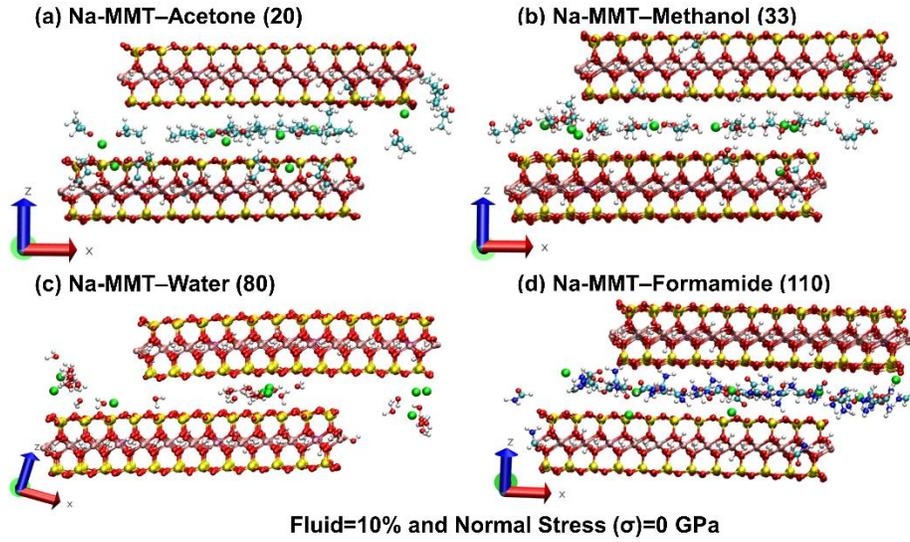 (a) Na-MMT–Acetone (20)
(b) Na-MMT–Methanol (33)
z
x
z
x
(c) Na-MMT–Water (80)
(d) Na-MMT–Formamide (110)
z
x
z
x
Fluid=10% and Normal Stress (σ)=0 GPa